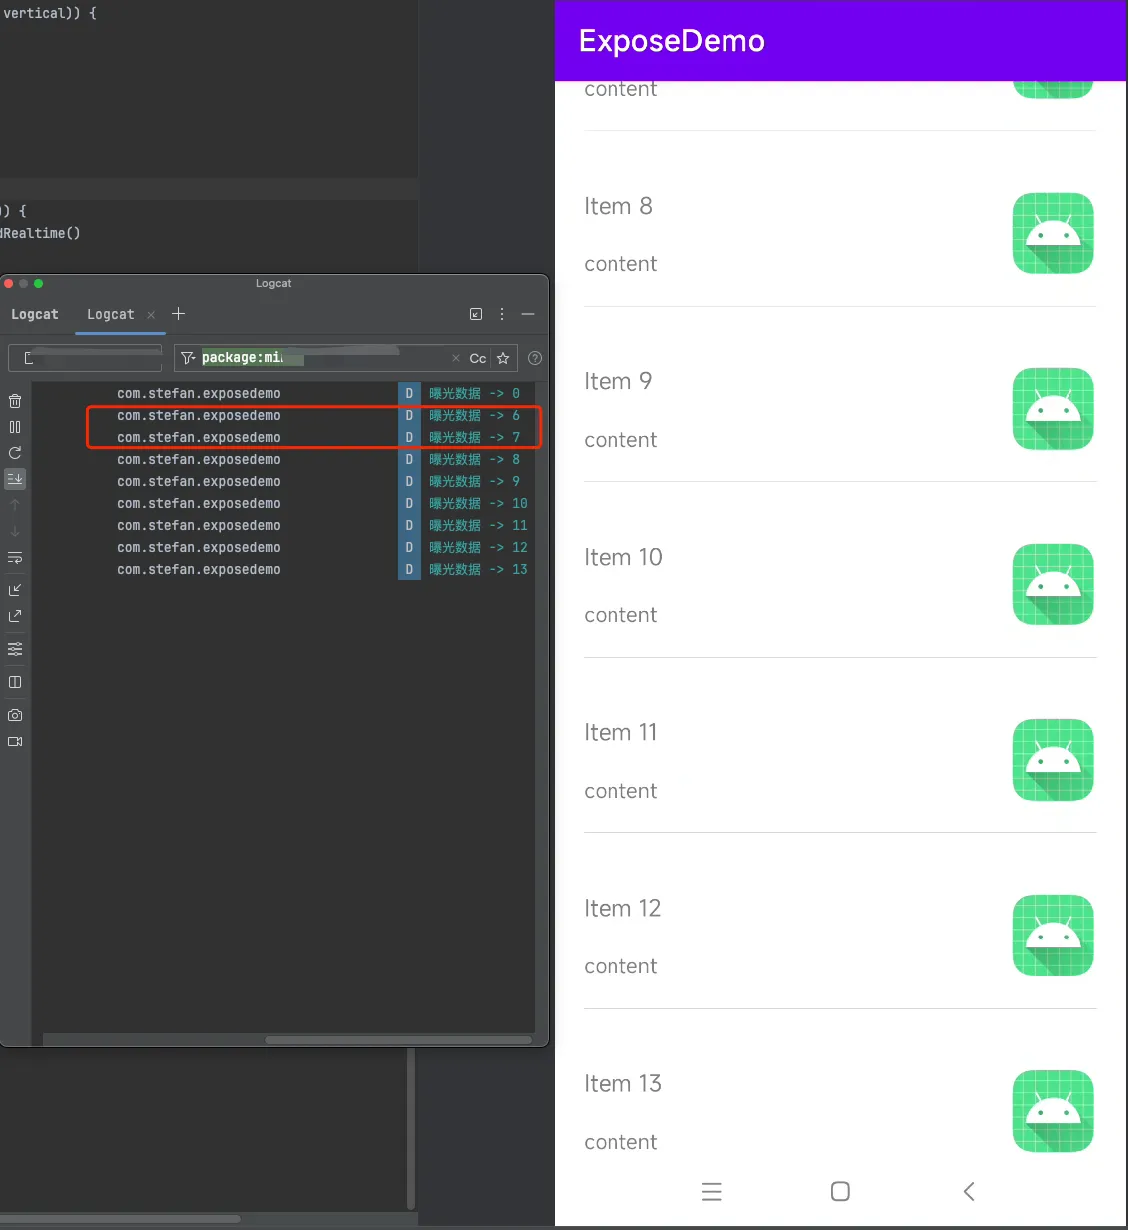 vertical)) {
)) {
dRealtime()
Logcat
Logcat
Logcat
package:mi
Cc
com.stefan.exposedemo D 曝光数据 -> 0
com.stefan.exposedemo D 曝光数据 -> 6
com.stefan.exposedemo D 曝光数据 -> 7
com.stefan.exposedemo D 曝光数据 -> 8
com.stefan.exposedemo D 曝光数据 -> 9
com.stefan.exposedemo D 曝光数据 -> 10
com.stefan.exposedemo D 曝光数据 -> 11
com.stefan.exposedemo D 曝光数据 -> 12
com.stefan.exposedemo D 曝光数据 -> 13
ExposeDemo
content
Item 8
content
Item 9
content
Item 10
content
Item 11
content
Item 12
content
Item 13
content